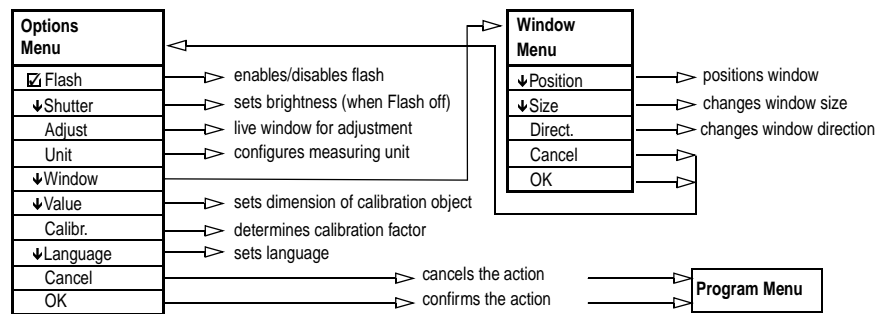 Options
Menu
Flash
Shutter
Adjust
Unit
Window
Value
Calibr.
Language
Cancel
OK
enables/disables flash
sets brightness (when Flash off)
live window for adjustment
configures measuring unit
sets dimension of calibration object
determines calibration factor
sets language
cancels the action
confirms the action
Window
Menu
Position
Size
Direct.
Cancel
OK
positions window
changes window size
changes window direction
Program Menu